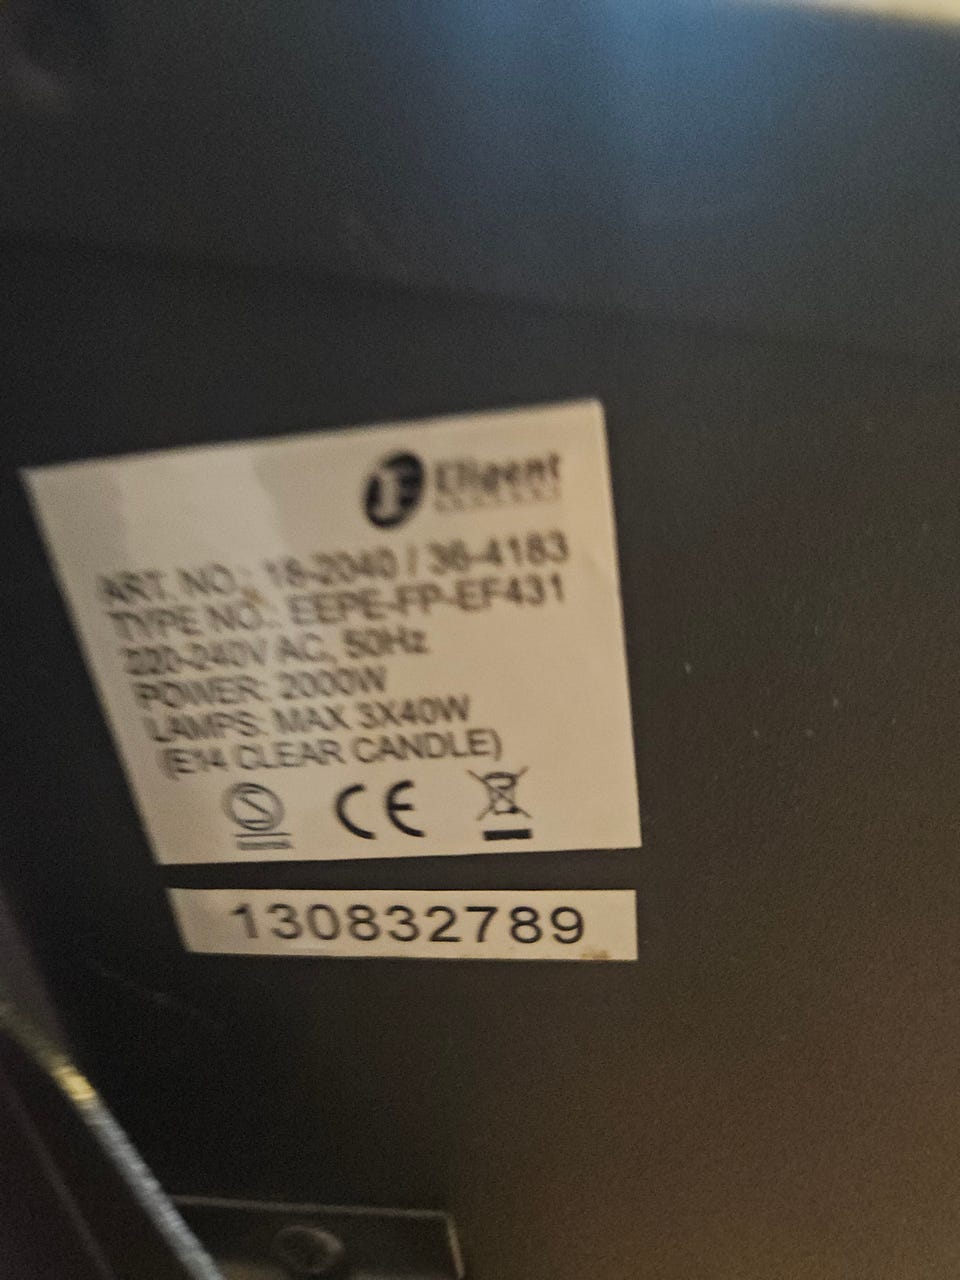 ART. NO.: 18-2040 / 36-4183
TYPE NO.: EEPE-FP-EF431
220-240V AC, 50Hz
POWER: 2000W
LAMPS: MAX 3X40W
(E14 CLEAR CANDLE)
CE
130832789